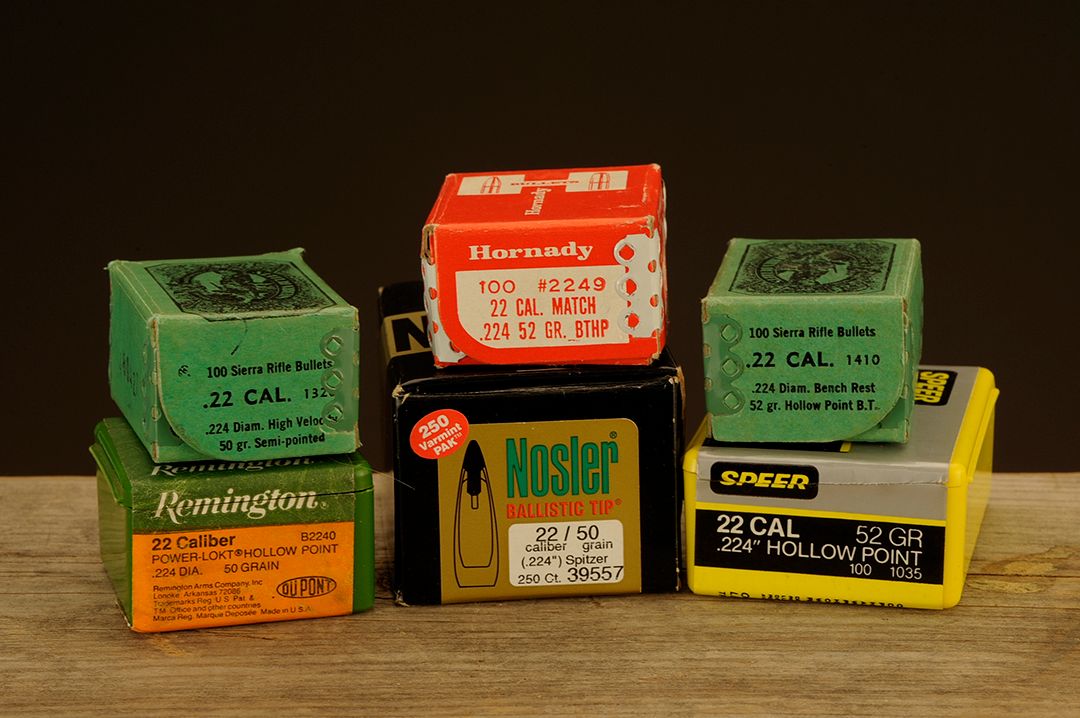 BULLETS
Hornady
Hornady
100 #2249
22 CAL. MATCH
.224 52 GR. BTHP
100 Sierra Rifle Bullets
.22 CAL.
.224 Diam. High
50 gr. Semi-pointed
100 Sierra Rifle Bullets
.22 CAL. 1410
.224 Diam. Bench Rest
52 gr. Hollow Point B.T.
Remington.
Remington.
22 Caliber B2240
POWER-LOKT® HOLLOW POINT
.224 DIA. 50 GRAIN
Remington Arms Company, Inc
Lonoke, Arkansas 72086
Trademarks Reg. U.S. Pat. &
T.M. Office and other countries
Marca Reg. Marque Deposée Made in U.S.A.
DU PONT
N
250
Varmint
PAK™
Nosler®
BALLISTIC TIP®
22 / 50
caliber grain
(.224") Spitzer
250 Ct. 39557
SPEER
SPEER
22 CAL 52 GR
.224" HOLLOW POINT
100 1035